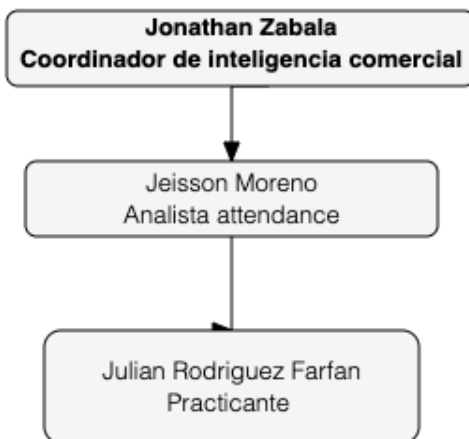 Jonathan Zabala
Coordinador de inteligencia comercial
Jeisson Moreno
Analista attendance
Julian Rodriguez Farfan
Practicante